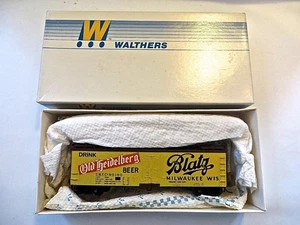 W
WALTHERS
DRINK
Old Heidelberg
BEER
Blatz
MILWAUKEE WIS